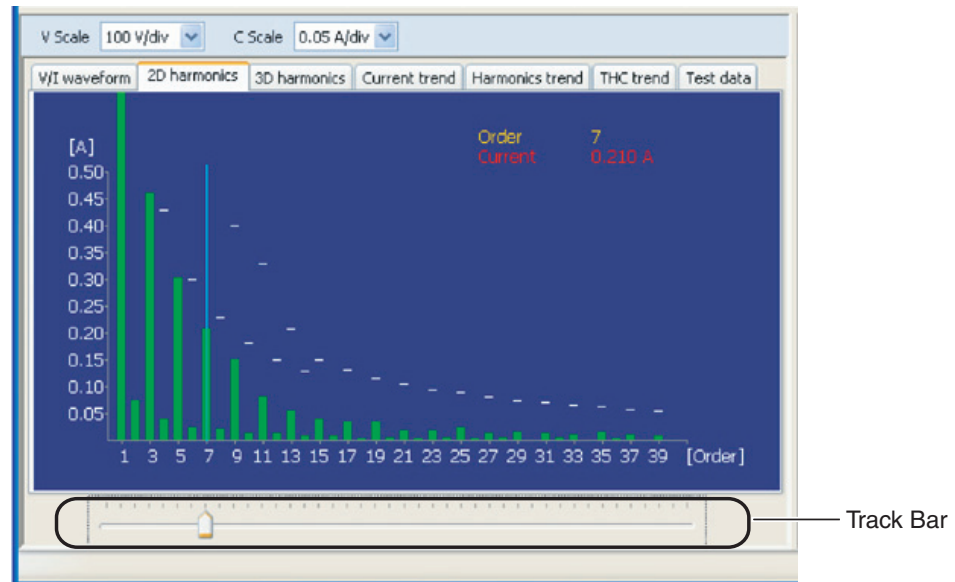 V Scale 100 V/div C Scale 0.05 A/div
V/I waveform 2D harmonics 3D harmonics Current trend Harmonics trend THC trend Test data
Order 7
Current 0.210 A
[A]
0.50
0.45
0.40
0.35
0.30
0.25
0.20
0.15
0.10
0.05
1 3 5 7 9 11 13 15 17 19 21 23 25 27 29 31 33 35 37 39 [Order]
Track Bar